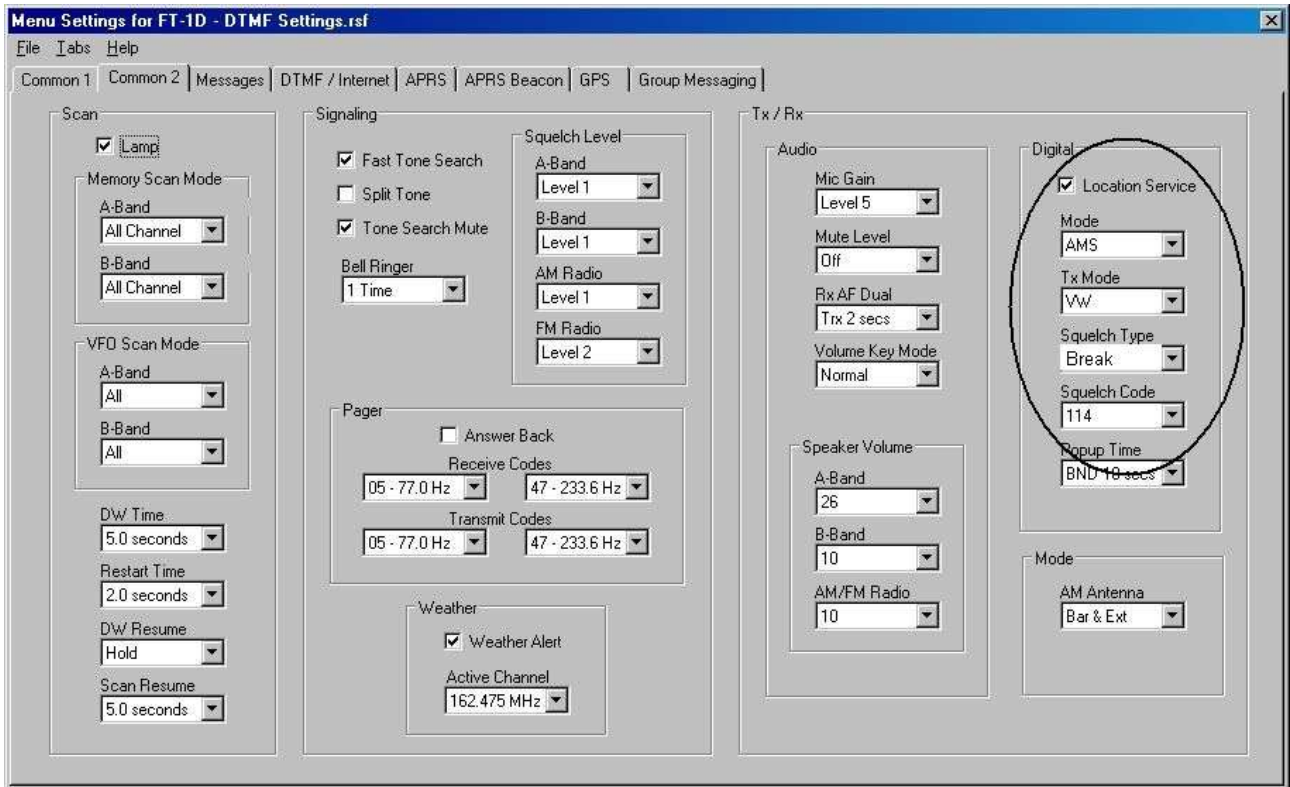 Menu Settings for FT-1D - DTMF Settings.rsf
File Tabs Help
Common 1 Common 2 Messages DTMF / Internet APRS APRS Beacon GPS Group Messaging
Scan
Lamp
Memory Scan Mode
A-Band
All Channel
B-Band
All Channel
VFO Scan Mode
A-Band
All
B-Band
All
DW Time
5.0 seconds
Restart Time
2.0 seconds
DW Resume
Hold
Scan Resume
5.0 seconds
Signaling
Fast Tone Search
Split Tone
Tone Search Mute
Bell Ringer
1 Time
Squelch Level
A-Band
Level 1
B-Band
Level 1
AM Radio
Level 1
FM Radio
Level 2
Pager
Answer Back
Receive Codes
05 - 77.0 Hz 47 - 233.6 Hz
Transmit Codes
05 - 77.0 Hz 47 - 233.6 Hz
Weather
Weather Alert
Active Channel
162.475 MHz
Tx / Rx
Audio
Mic Gain
Level 5
Mute Level
Off
Rx AF Dual
Trx 2 secs
Volume Key Mode
Normal
Speaker Volume
A-Band
26
B-Band
10
AM/FM Radio
10
Digital
Location Service
Mode
AMS
Tx Mode
VW
Squelch Type
Break
Squelch Code
114
Popup Time
BND 10 secs
Mode
AM Antenna
Bar & Ext